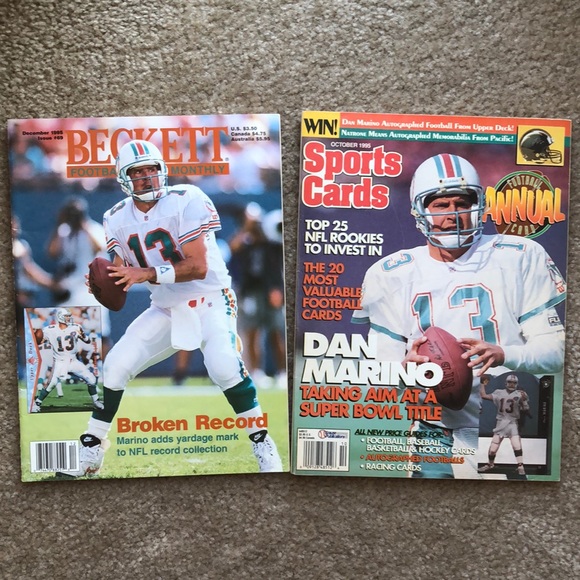 December 1995
Issue #69
U.S. $3.50
Canada $4.75
BECKETT
FOOTBALL MONTHLY
13
Broken Record
Marino adds yardage mark
to NFL record collection
WIN!
DAN MARINO AUTOGRAPHED FOOTBALL FROM UPPER DECK!
NATRONE MEANS AUTOGRAPHED MEMORABILIA FROM PACIFIC!
OCTOBER 1995
Sports
Cards
FOOTBALL
ANNUAL
TOP 25
NFL ROOKIES
TO INVEST IN
THE 20
MOST
VALUABLE
FOOTBALL
CARDS
13
DAN
MARINO
TAKING AIM AT A
SUPER BOWL TITLE
13
ALL NEW PRICE GUIDES FOR
• FOOTBALL, BASEBALL,
BASKETBALL & HOCKEY CARDS
• AUTOGRAPHED FOOTBALLS
• RACING CARDS